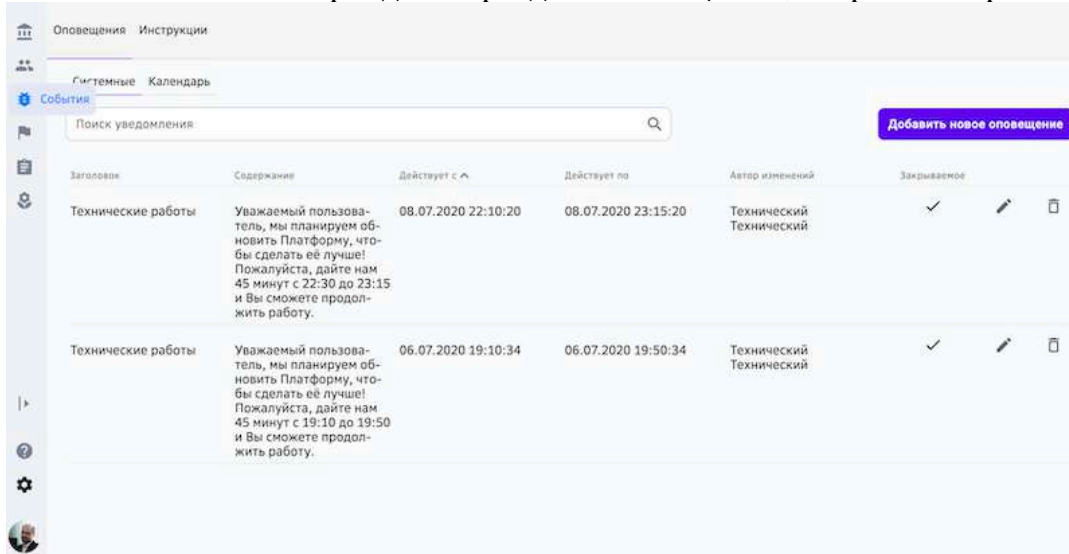 Оповещения Инструкции
Системные Календарь
События
Поиск уведомления
Добавить новое оповещение
Заголовок Содержание Действует с Действует по Автор изменений Закрываемое
Технические работы Уважаемый пользова- 08.07.2020 22:10:20 08.07.2020 23:15:20 Технический
тель, мы планируем об- Технический
новить Платформу, что-
бы сделать её лучше!
Пожалуйста, дайте нам
45 минут с 22:30 до 23:15
и Вы сможете продол-
жить работу.
Технические работы Уважаемый пользова- 06.07.2020 19:10:34 06.07.2020 19:50:34 Технический
тель, мы планируем об- Технический
новить Платформу, что-
бы сделать её лучше!
Пожалуйста, дайте нам
45 минут с 19:10 до 19:50
и Вы сможете продол-
жить работу.